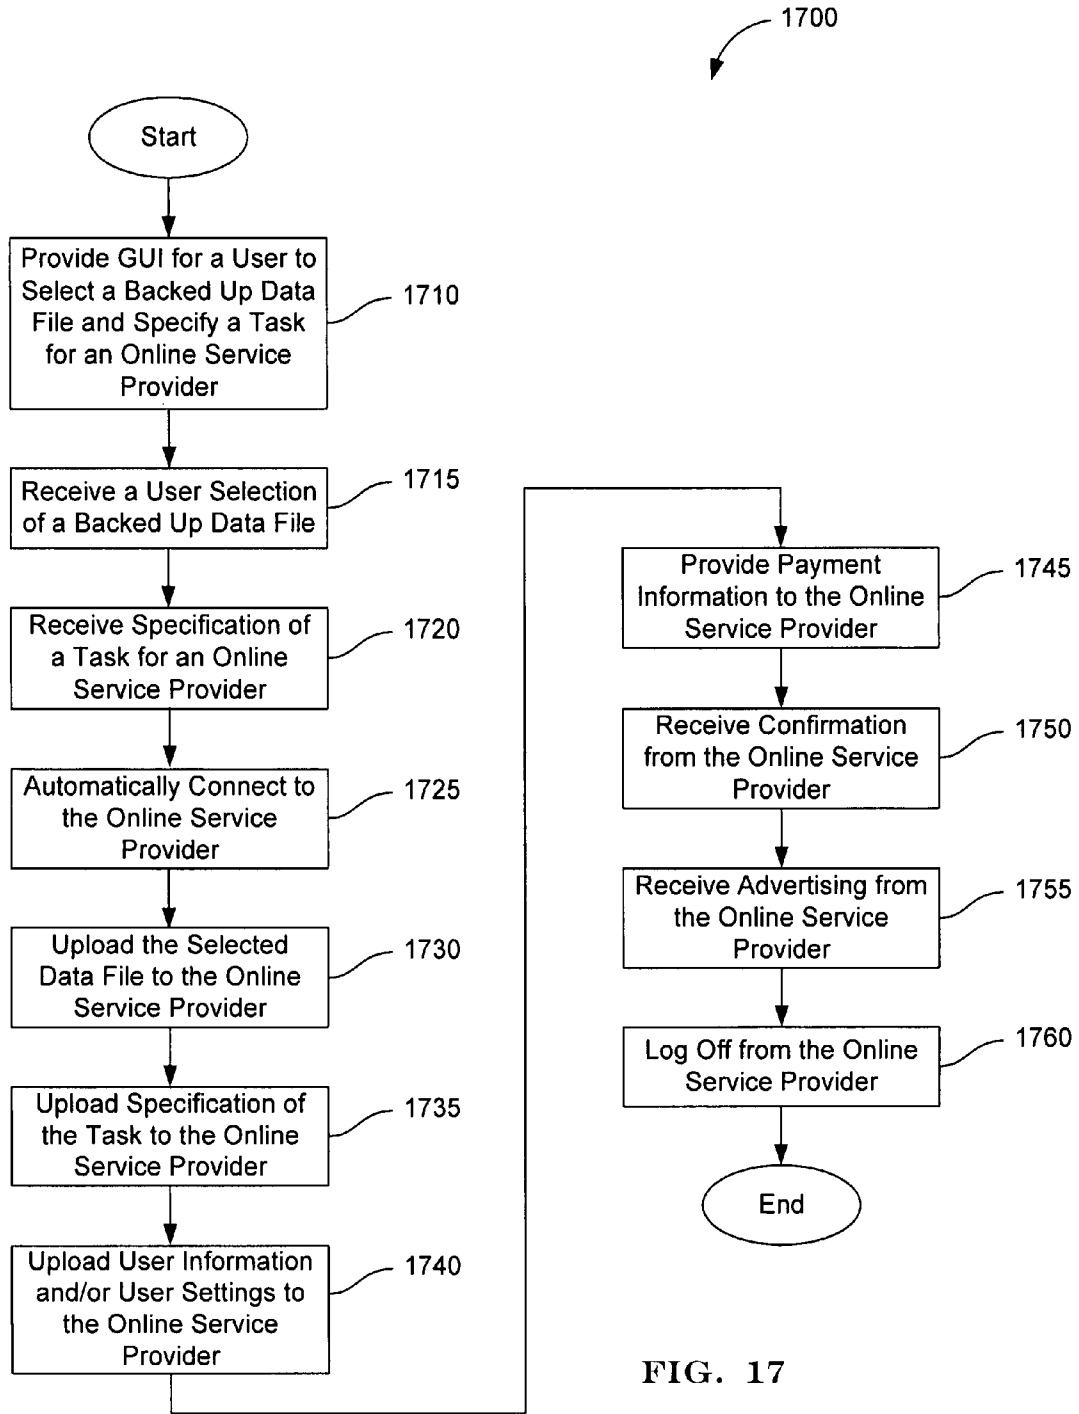 1700
Start
Provide GUI for a User to
Select a Backed Up Data
File and Specify a Task
for an Online Service
Provider
1710
Receive a User Selection
of a Backed Up Data File
1715
Receive Specification of
a Task for an Online
Service Provider
1720
Automatically Connect to
the Online Service
Provider
1725
Upload the Selected
Data File to the Online
Service Provider
1730
Upload Specification of
the Task to the Online
Service Provider
1735
Upload User Information
and/or User Settings to
the Online Service
Provider
1740
Provide Payment
Information to the Online
Service Provider
1745
Receive Confirmation
from the Online Service
Provider
1750
Receive Advertising from
the Online Service
Provider
1755
Log Off from the Online
Service Provider
1760
End
FIG. 17